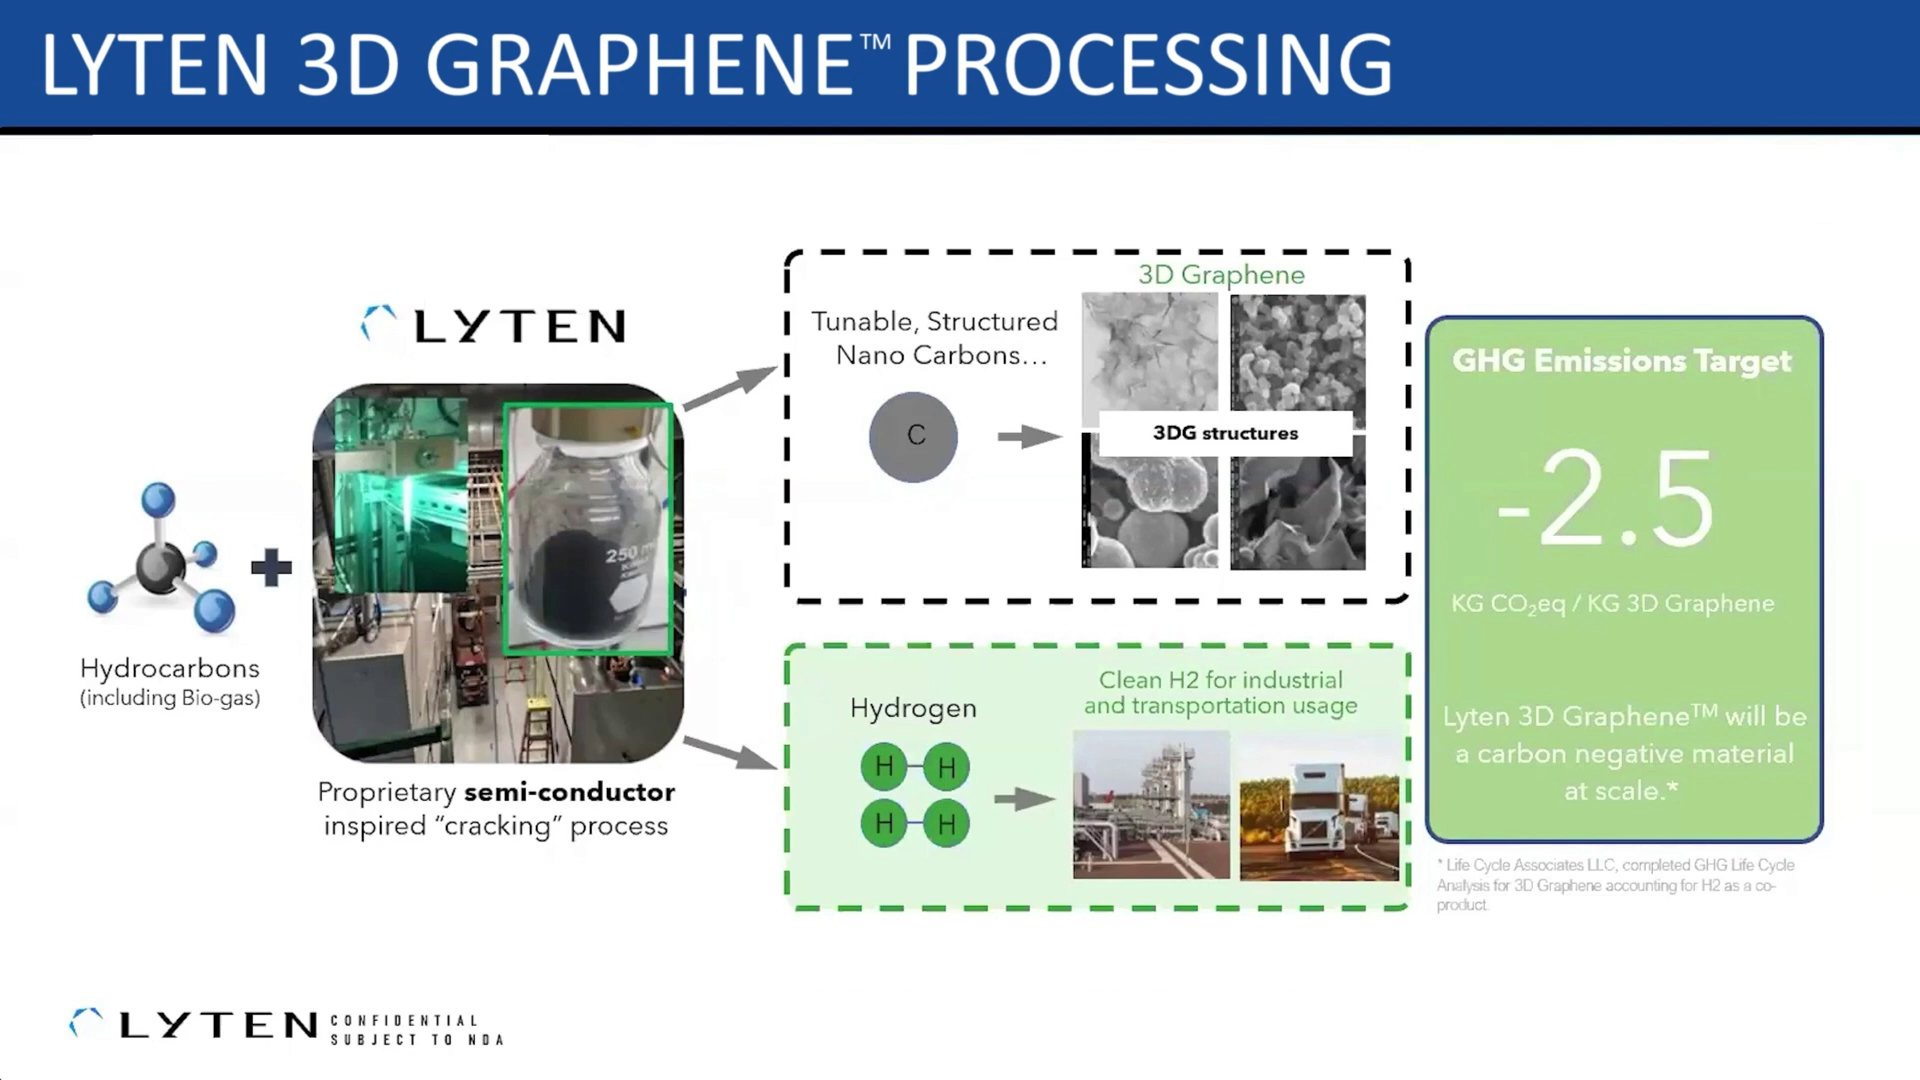 LYTEN 3D GRAPHENE™ PROCESSING
LYTEN
Hydrocarbons
(including Bio-gas)
+
250 m
Proprietary semi-conductor
inspired “cracking” process
Tunable, Structured
Nano Carbons…
C
3D Graphene
3DG structures
Hydrogen
H H
H H
Clean H2 for industrial
and transportation usage
GHG Emissions Target
-2.5
KG CO₂eq / KG 3D Graphene
Lyten 3D Graphene™ will be
a carbon negative material
at scale.*
* Life Cycle Associates LLC, completed GHG Life Cycle
Analysis for 3D Graphene accounting for H2 as a co-
product.
LYTEN
CONFIDENTIAL
SUBJECT TO NDA